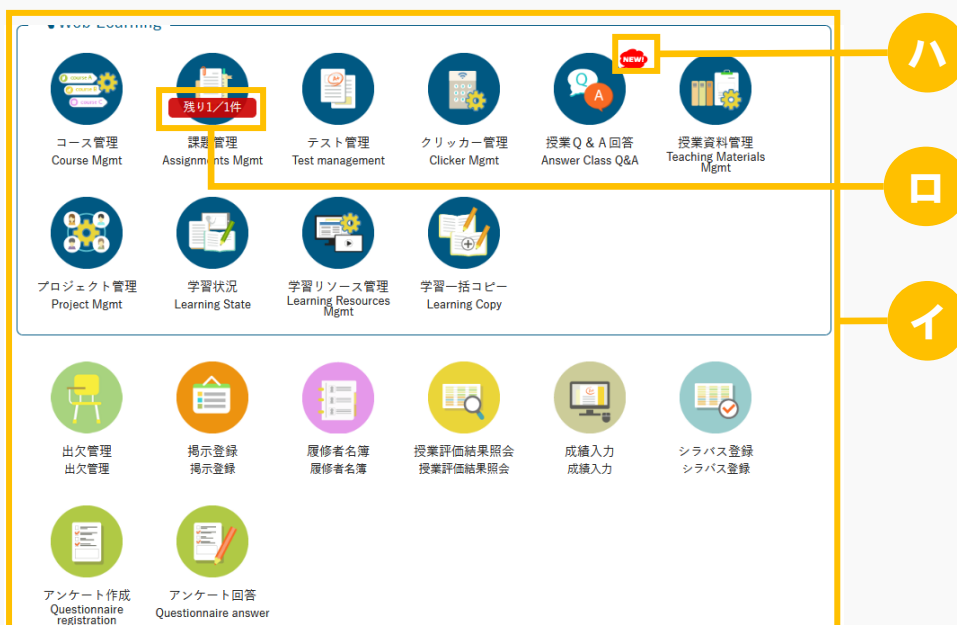 Web Learning
ハ
NEW!
course A
course B
course C
Q
A
残り1／1件
コース管理
Course Mgmt
課題管理
Assignments Mgmt
テスト管理
Test management
クリッカー管理
Clicker Mgmt
授業Q & A回答
Answer Class Q&A
授業資料管理
Teaching Materials
Mgmt
ロ
プロジェクト管理
Project Mgmt
学習状況
Learning State
学習リソース管理
Learning Resources
Mgmt
学習一括コピー
Learning Copy
イ
出欠管理
出欠管理
掲示登録
掲示登録
履修者名簿
履修者名簿
授業評価結果照会
授業評価結果照会
成績入力
成績入力
シラバス登録
シラバス登録
アンケート作成
Questionnaire
registration
アンケート回答
Questionnaire answer